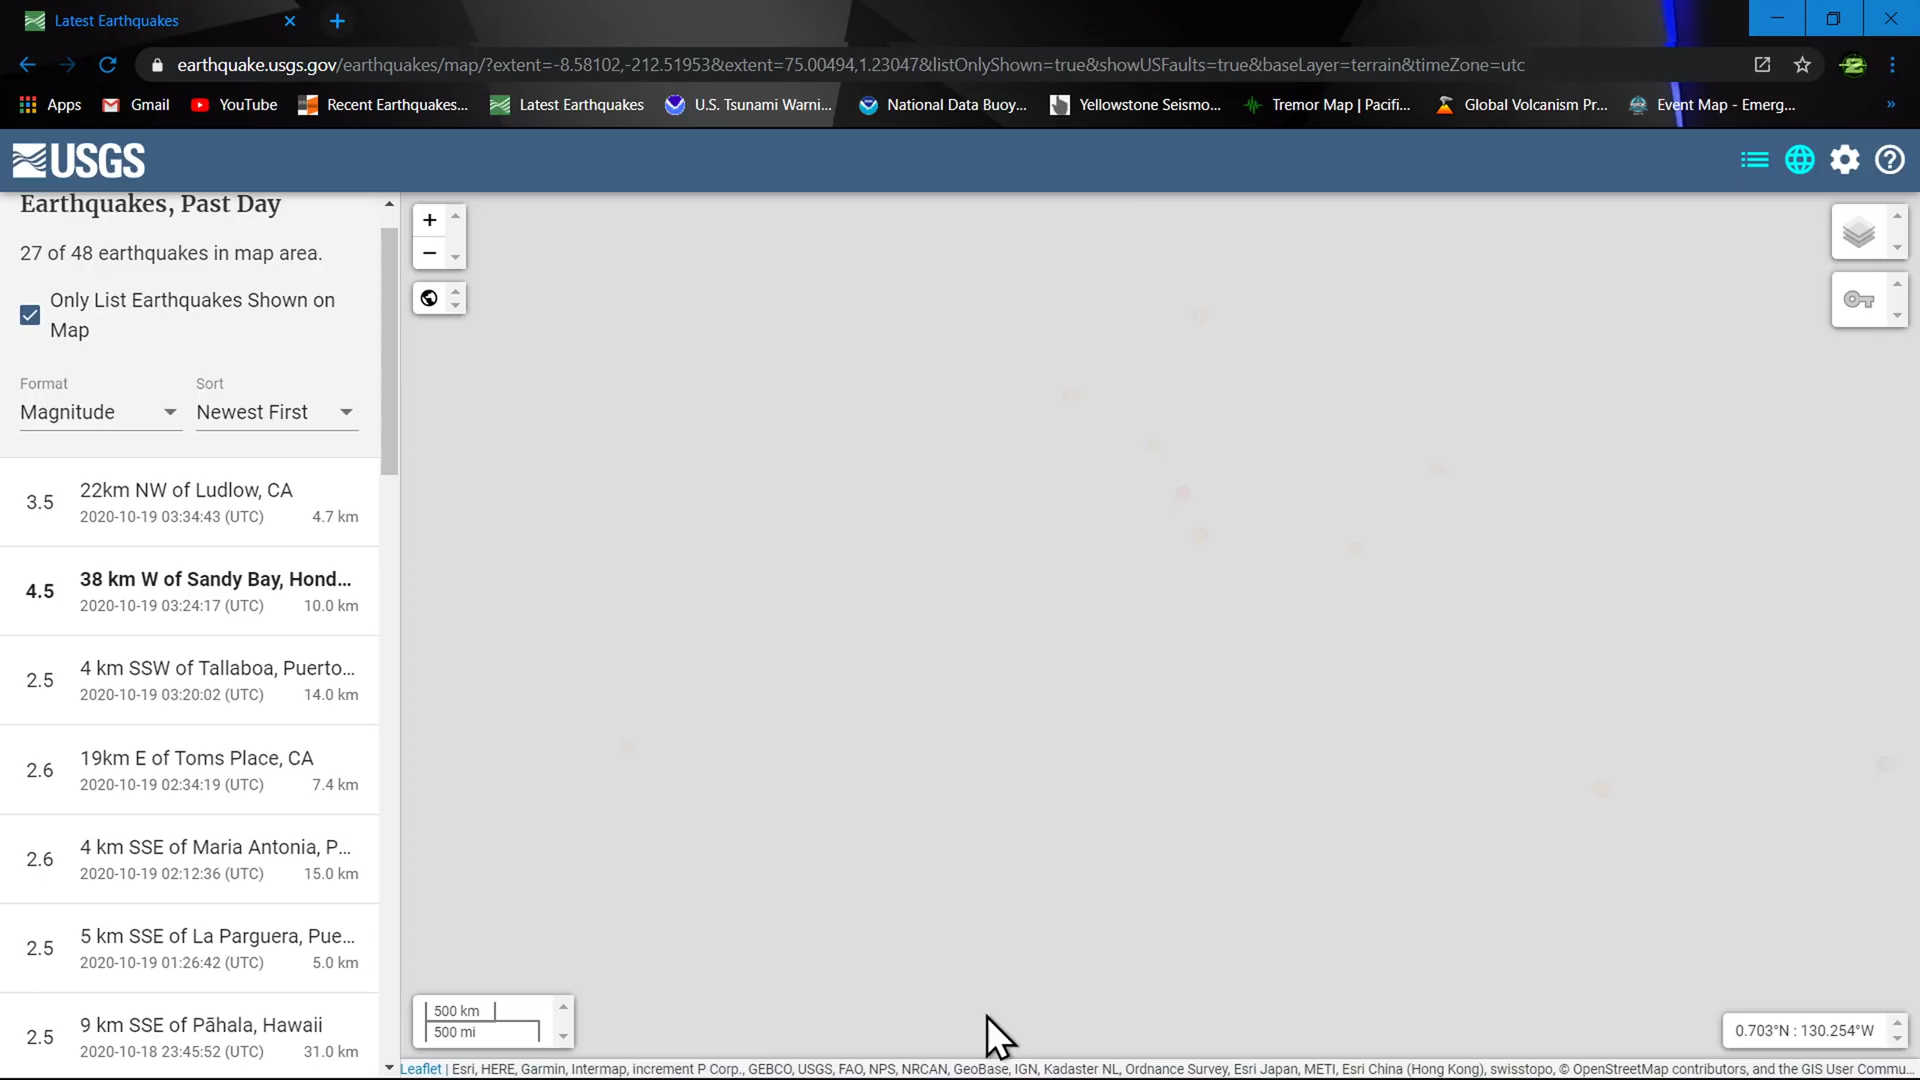 Latest Earthquakes
earthquake.usgs.gov/earthquakes/map/?extent=-8.58102,-212.51953&extent=75.00494,1.23047&listOnlyShown=true&showUSFaults=true&baseLayer=terrain&timeZone=utc
Apps Gmail YouTube Recent Earthquakes... Latest Earthquakes U.S. Tsunami Warni... National Data Buoy... Yellowstone Seismo... Tremor Map | Pacifi... Global Volcanism Pr... Event Map - Emerg... »
USGS
Earthquakes, Past Day
27 of 48 earthquakes in map area.
Only List Earthquakes Shown on
Map
Format Sort
Magnitude Newest First
3.5 22km NW of Ludlow, CA
2020-10-19 03:34:43 (UTC) 4.7 km
4.5 38 km W of Sandy Bay, Hond...
2020-10-19 03:24:17 (UTC) 10.0 km
2.5 4 km SSW of Tallaboa, Puerto...
2020-10-19 03:20:02 (UTC) 14.0 km
2.6 19km E of Toms Place, CA
2020-10-19 02:34:19 (UTC) 7.4 km
2.6 4 km SSE of Maria Antonia, P...
2020-10-19 02:12:36 (UTC) 15.0 km
2.5 5 km SSE of La Parguera, Pue...
2020-10-19 01:26:42 (UTC) 5.0 km
2.5 9 km SSE of Pāhala, Hawaii
2020-10-18 23:45:52 (UTC) 31.0 km
+
−
500 km
500 mi
0.703°N : 130.254°W
Leaflet | Esri, HERE, Garmin, Intermap, increment P Corp., GEBCO, USGS, FAO, NPS, NRCAN, GeoBase, IGN, Kadaster NL, Ordnance Survey, Esri Japan, METI, Esri China (Hong Kong), swisstopo, © OpenStreetMap contributors, and the GIS User Commu...